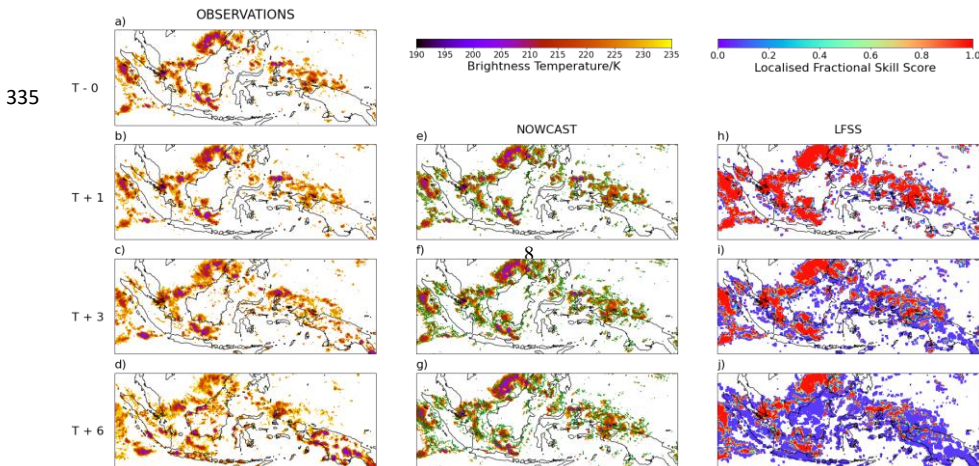 OBSERVATIONS
a)
190 195 200 205 210 215 220 225 230 235
Brightness Temperature/K
0.0 0.2 0.4 0.6 0.8 1.0
Localised Fractional Skill Score
335
T - 0
b)
NOWCAST
e)
LFSS
h)
T + 1
c)
f)
8
i)
T + 3
d)
g)
j)
T + 6